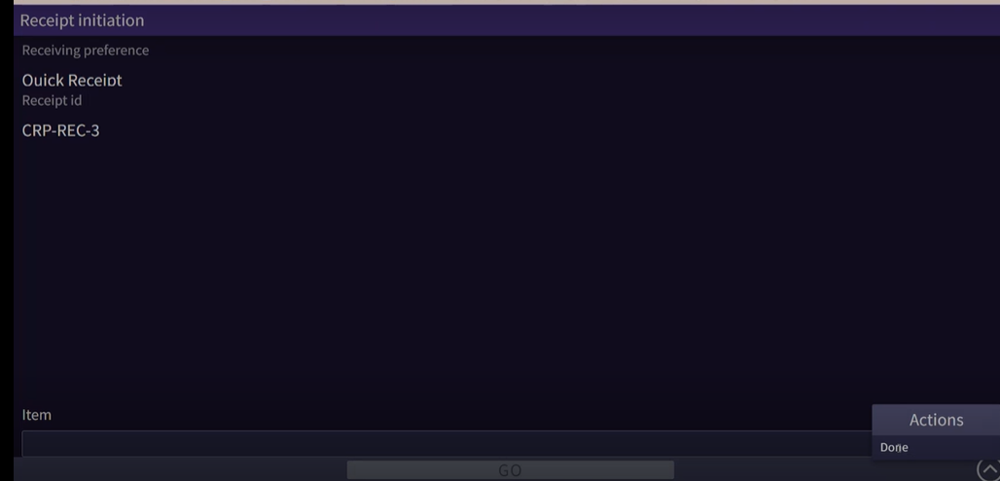 Receipt initiation
Receiving preference
Quick Receipt
Receipt id
CRP-REC-3
Item
Actions
Done
GO